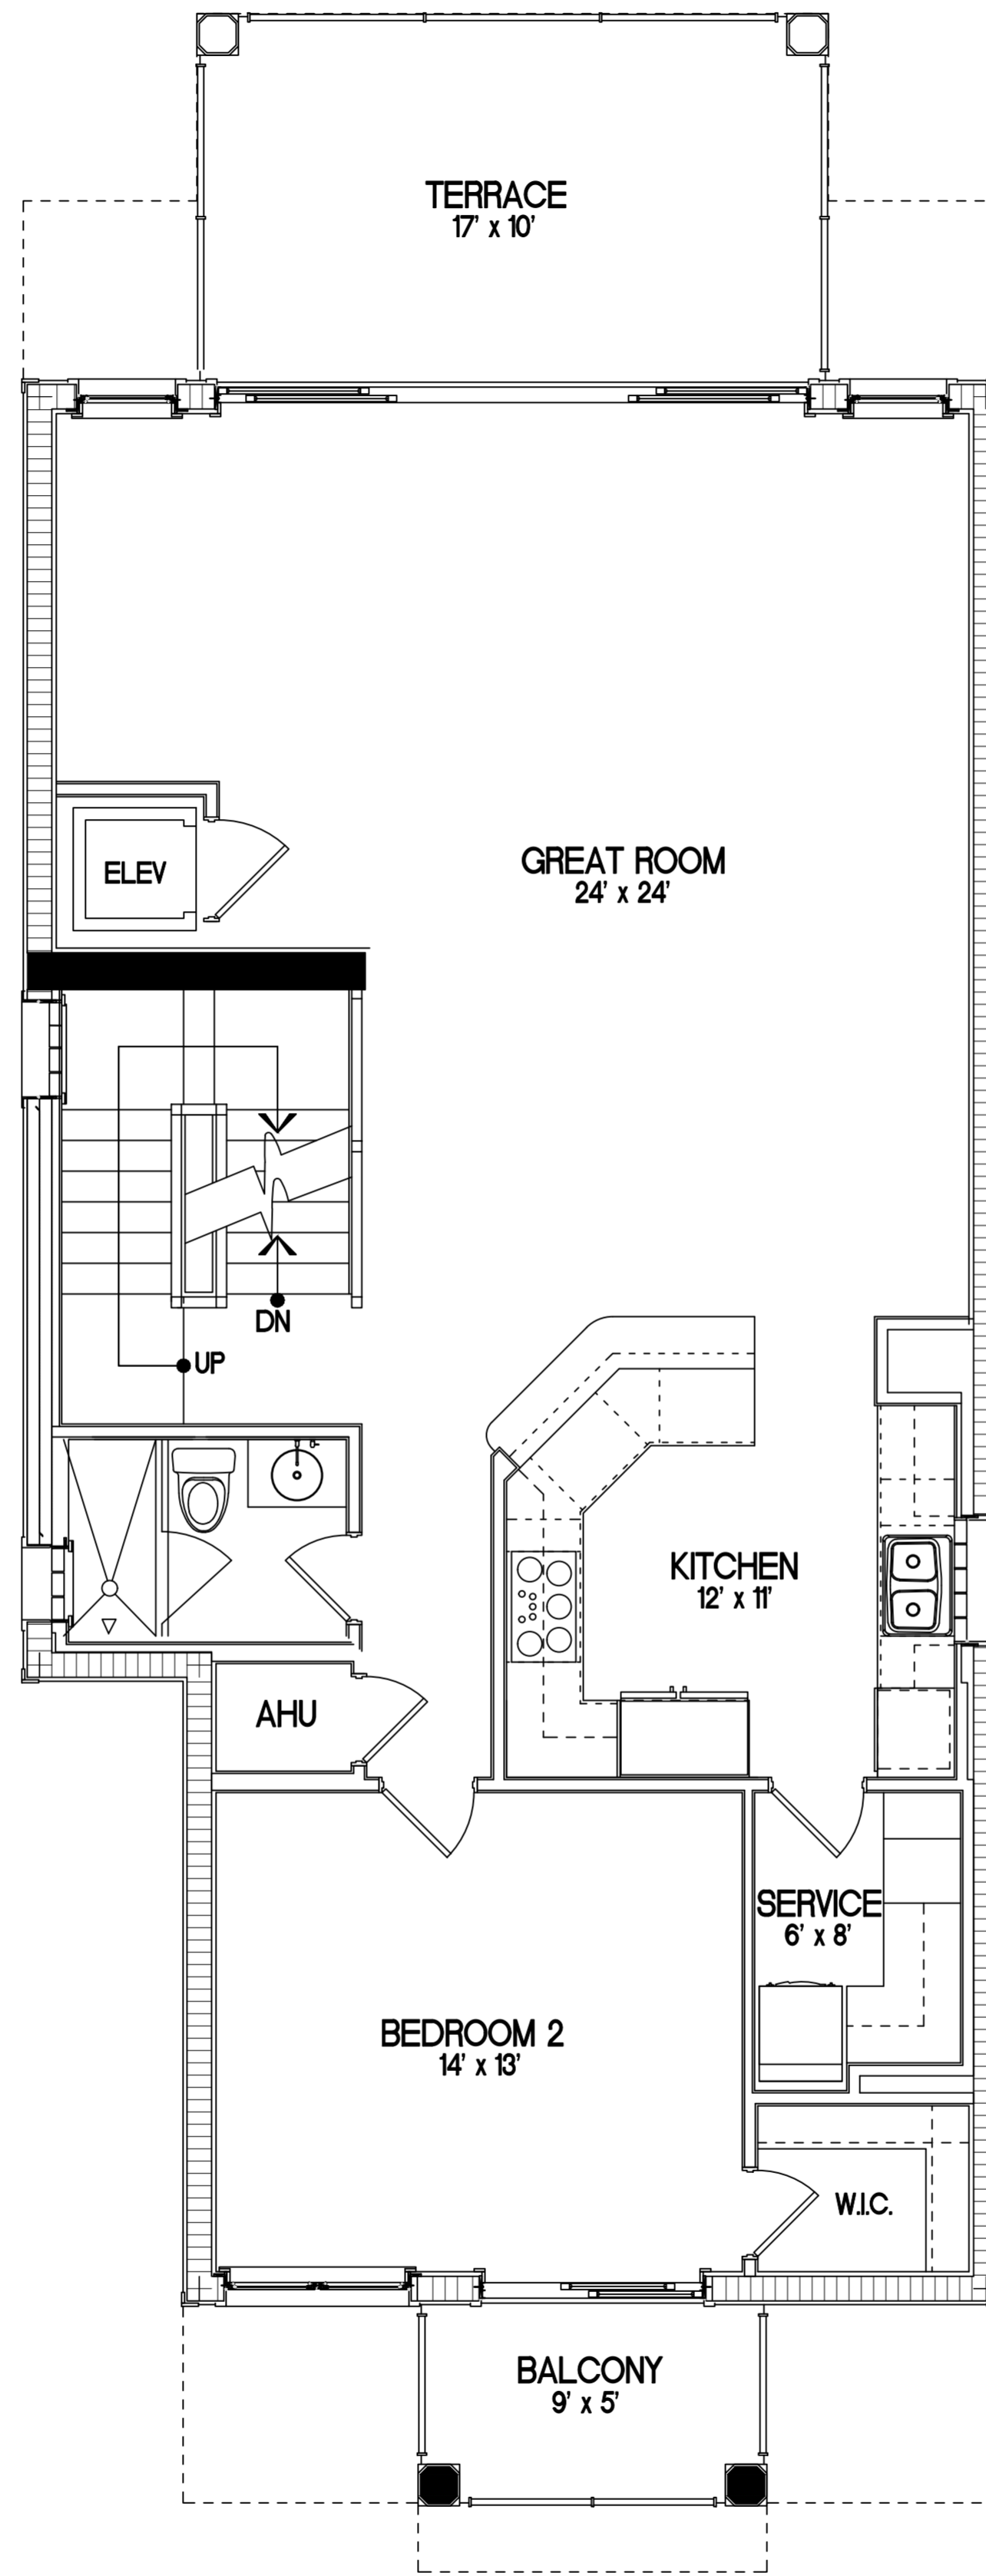 TERRACE
17' x 10'
ELEV
GREAT ROOM
24' x 24'
DN
UP
KITCHEN
12' x 11'
AHU
SERVICE
6' x 8'
BEDROOM 2
14' x 13'
W.I.C.
BALCONY
9' x 5'